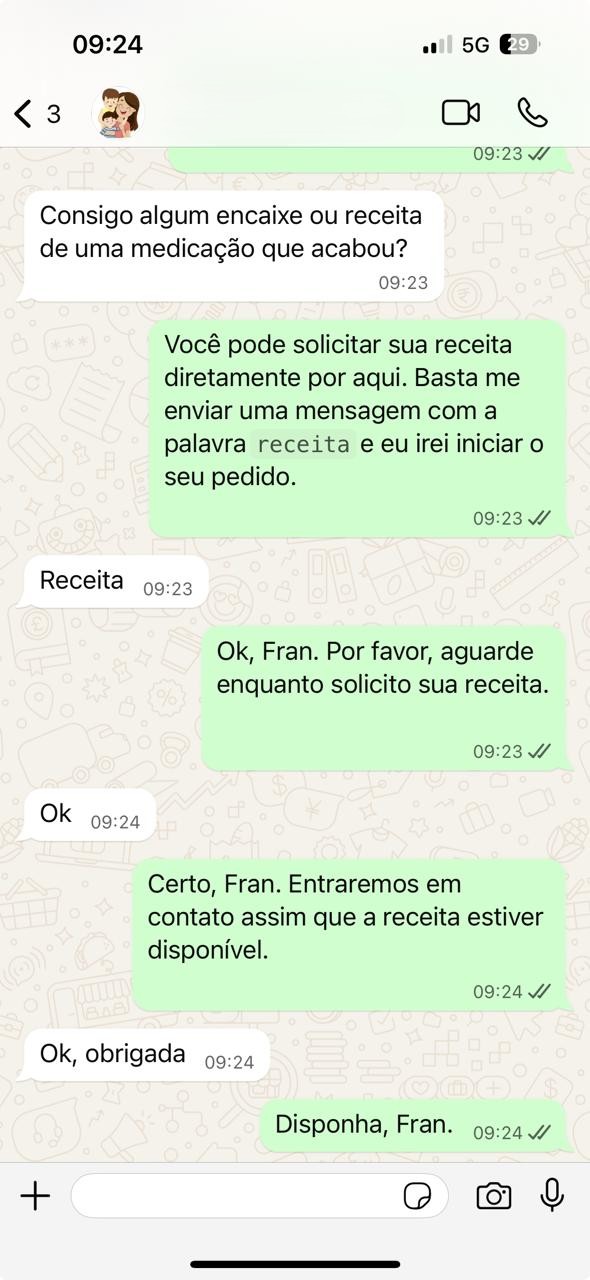 09:24
5G 29
3
09:23
Consigo algum encaixe ou receita
de uma medicação que acabou?
09:23
Você pode solicitar sua receita
diretamente por aqui. Basta me
enviar uma mensagem com a
palavra receita e eu irei iniciar o
seu pedido.
09:23
Receita 09:23
Ok, Fran. Por favor, aguarde
enquanto solicito sua receita.
09:23
Ok 09:24
Certo, Fran. Entraremos em
contato assim que a receita estiver
disponível.
09:24
Ok, obrigada 09:24
Disponha, Fran. 09:24